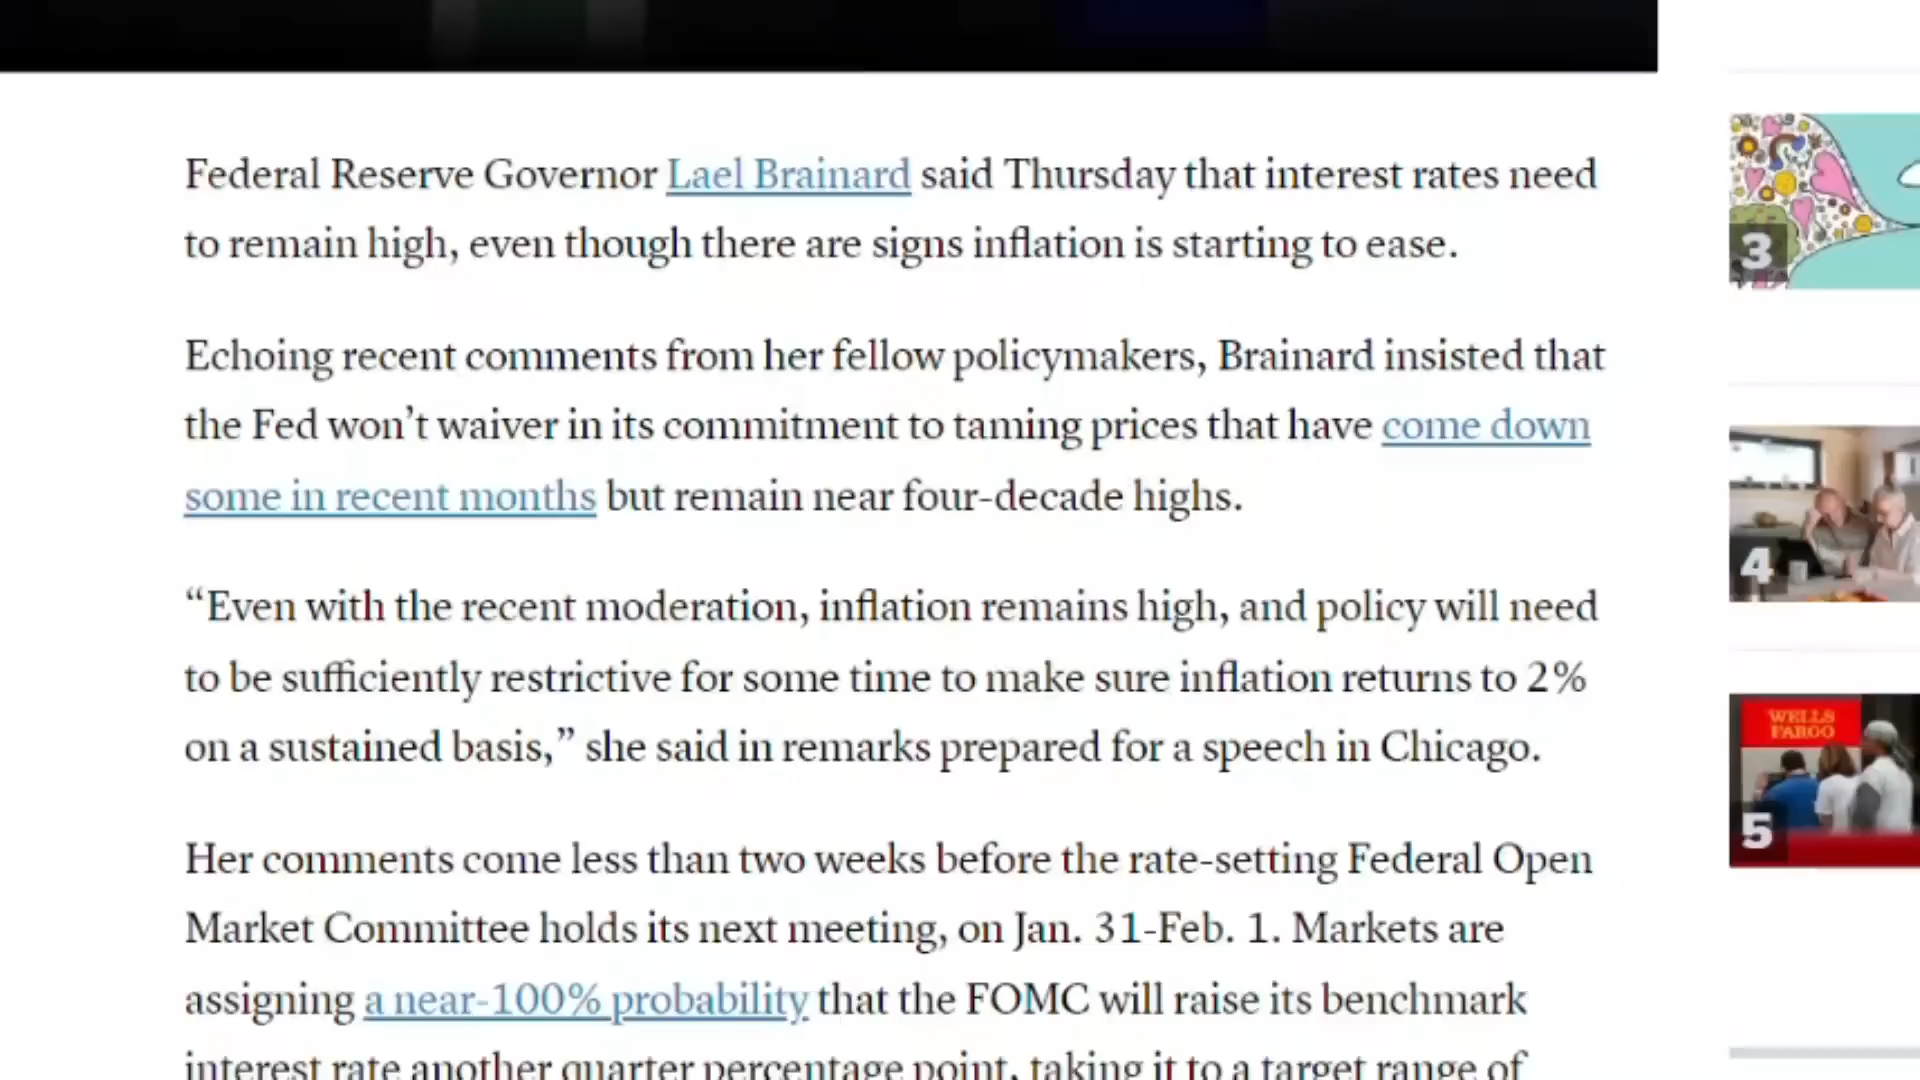 Federal Reserve Governor Lael Brainard said Thursday that interest rates need
to remain high, even though there are signs inflation is starting to ease.
Echoing recent comments from her fellow policymakers, Brainard insisted that
the Fed won’t waiver in its commitment to taming prices that have come down
some in recent months but remain near four-decade highs.
“Even with the recent moderation, inflation remains high, and policy will need
to be sufficiently restrictive for some time to make sure inflation returns to 2%
on a sustained basis,” she said in remarks prepared for a speech in Chicago.
Her comments come less than two weeks before the rate-setting Federal Open
Market Committee holds its next meeting, on Jan. 31-Feb. 1. Markets are
assigning a near-100% probability that the FOMC will raise its benchmark
interest rate another quarter percentage point, taking it to a target range of
3
4
WELLS
FARGO
5